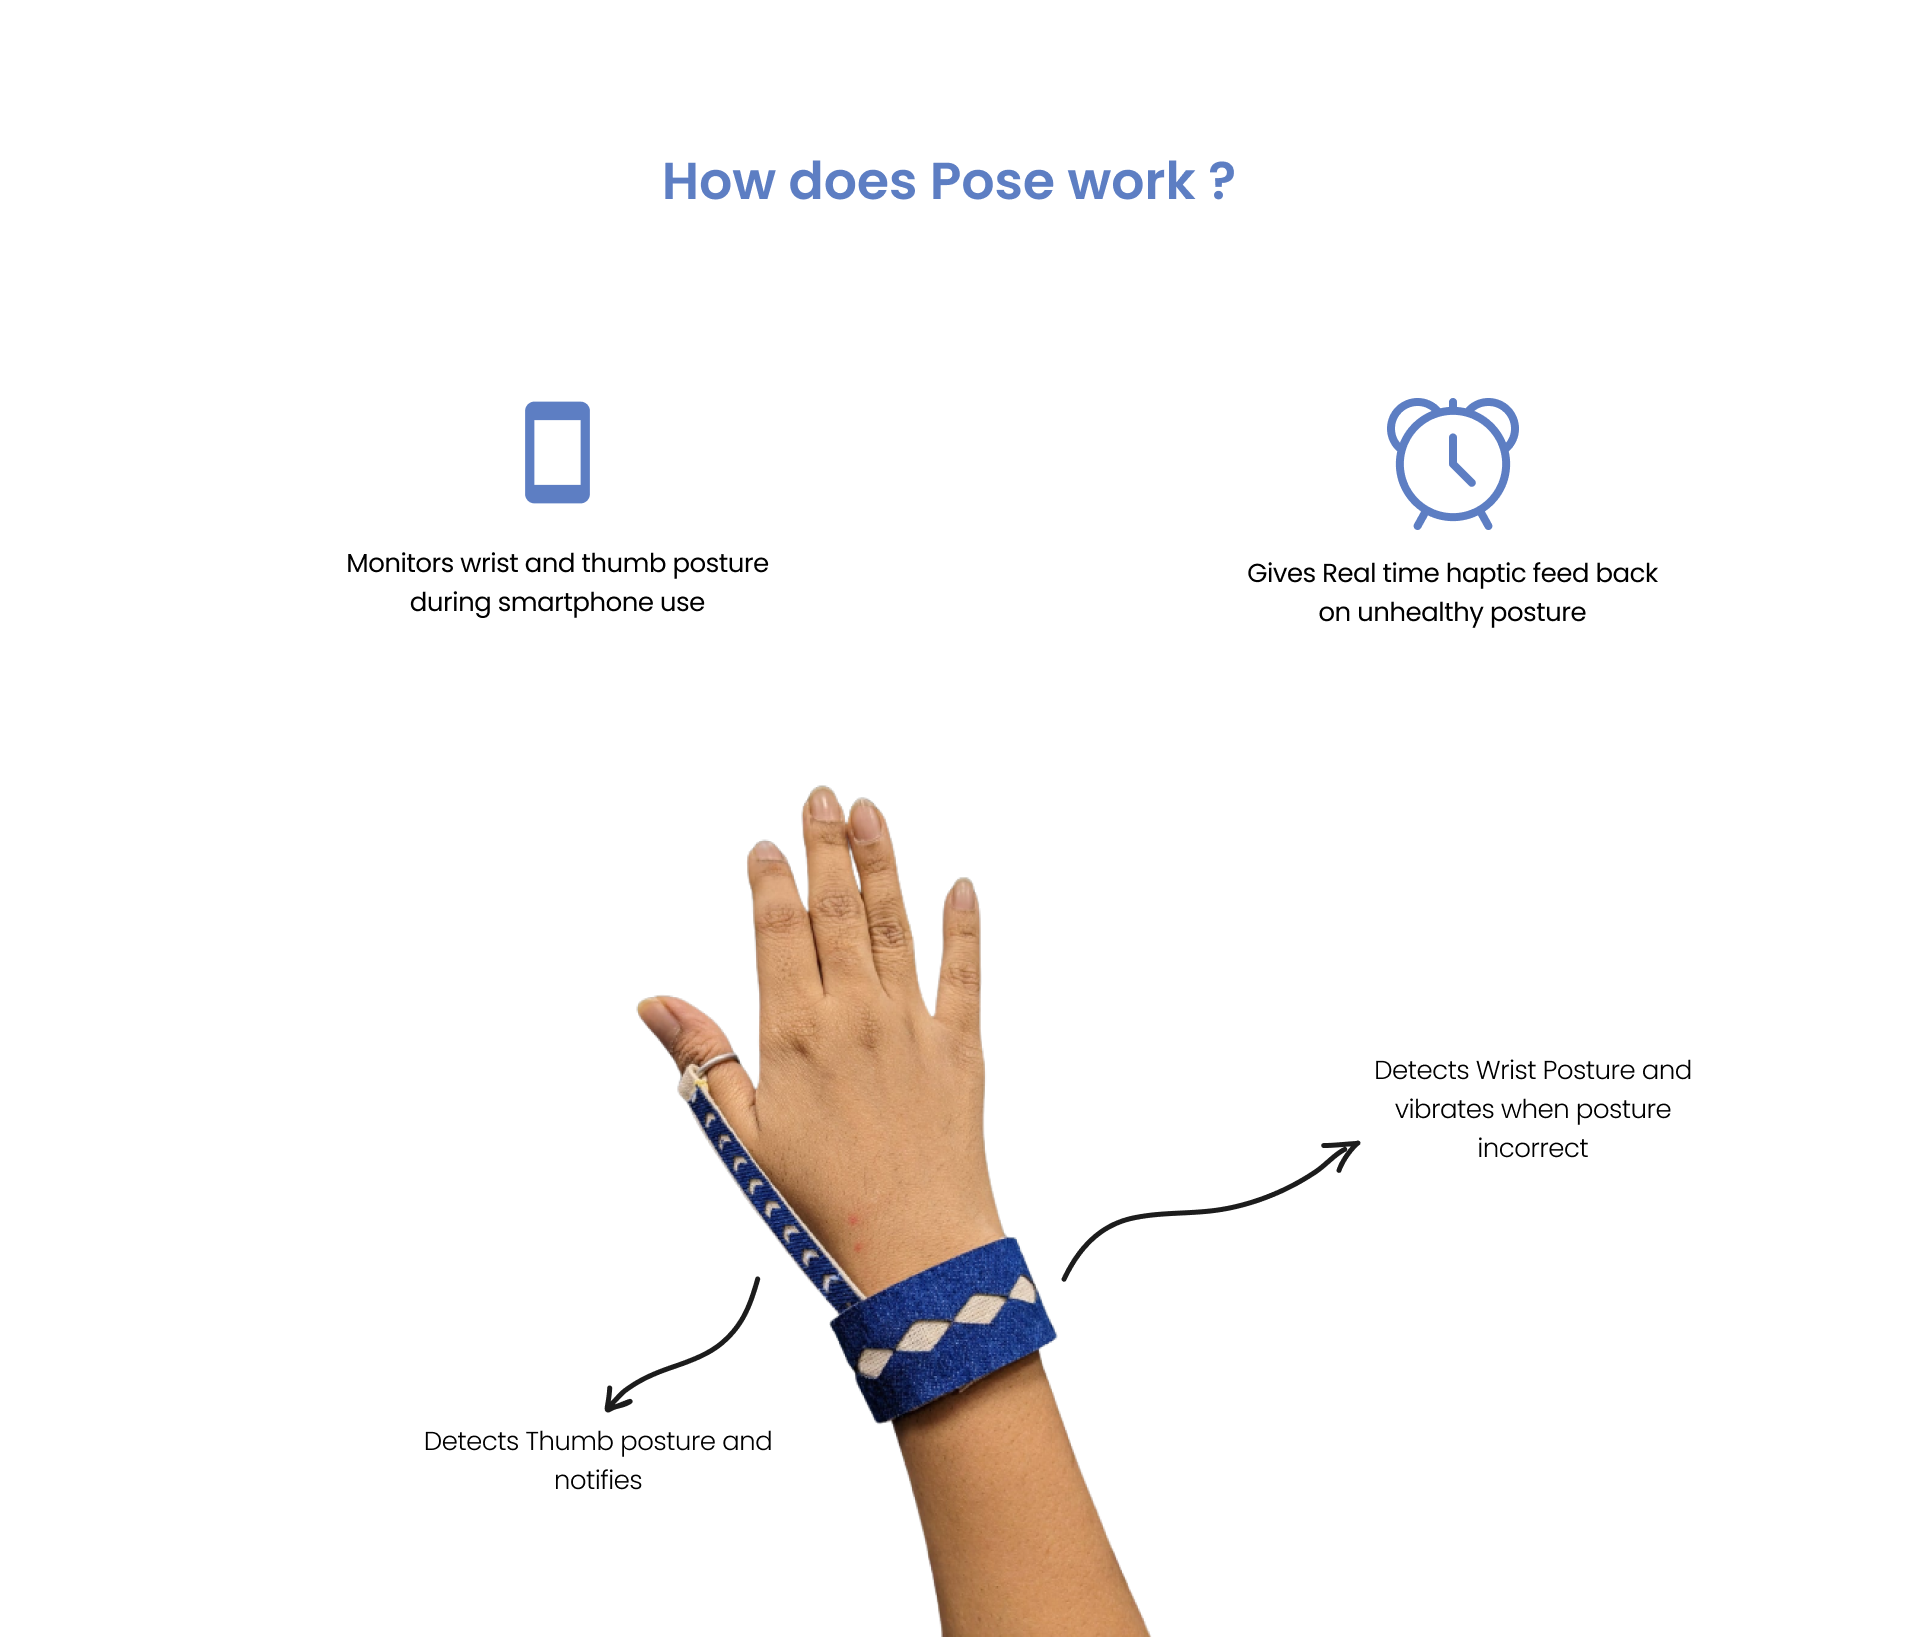 How does Pose work ?
Monitors wrist and thumb posture
during smartphone use
Gives Real time haptic feed back
on unhealthy posture
Detects Wrist Posture and
vibrates when posture
incorrect
Detects Thumb posture and
notifies